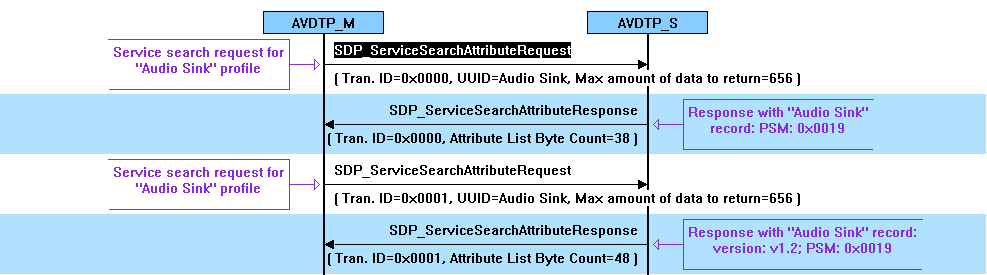 AVDTP_M
AVDTP_S
Service search request for
"Audio Sink" profile
SDP_ServiceSearchAttributeRequest
( Tran. ID=0x0000, UUID=Audio Sink, Max amount of data to return=656 )
SDP_ServiceSearchAttributeResponse
( Tran. ID=0x0000, Attribute List Byte Count=38 )
Response with "Audio Sink"
record: PSM: 0x0019
Service search request for
"Audio Sink" profile
SDP_ServiceSearchAttributeRequest
( Tran. ID=0x0001, UUID=Audio Sink, Max amount of data to return=656 )
SDP_ServiceSearchAttributeResponse
( Tran. ID=0x0001, Attribute List Byte Count=48 )
Response with "Audio Sink" record:
version: v1.2; PSM: 0x0019